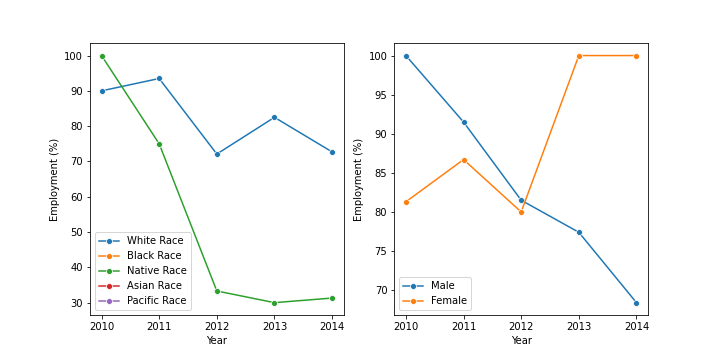 100
90
80
70
60
50
40
30
Employment (%)
White Race
Black Race
Native Race
Asian Race
Pacific Race
2010 2011 2012 2013 2014
Year
100
95
90
85
80
75
70
Employment (%)
Male
Female
2010 2011 2012 2013 2014
Year